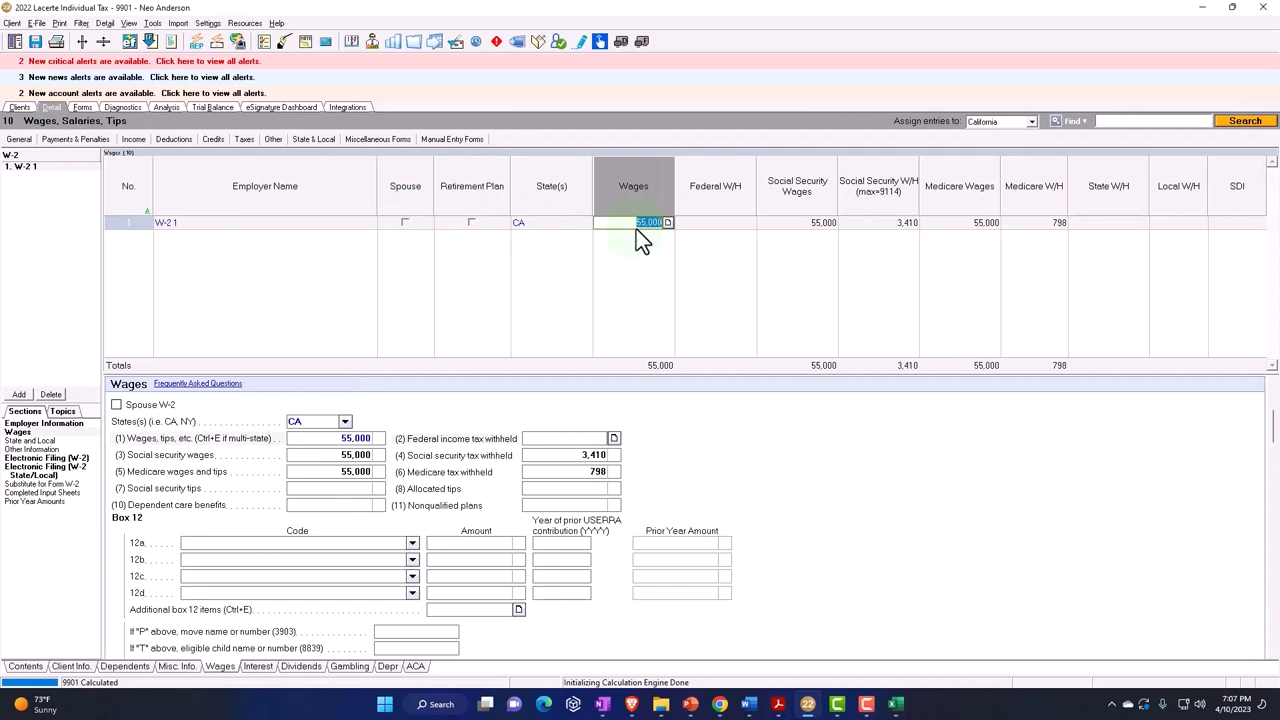 22 2022 Lacerte Individual Tax - 9901 - Neo Anderson
Client E-File Print Filter Detail View Tools Import Settings Resources Help
2 New critical alerts are available. Click here to view all alerts.
3 New news alerts are available. Click here to view all alerts.
2 New account alerts are available. Click here to view all alerts.
Clients Detail Forms Diagnostics Analysis Trial Balance eSignature Dashboard Integrations
10 Wages, Salaries, Tips Assign entries to: California Find Search
General Payments & Penalties Income Deductions Credits Taxes Other State & Local Miscellaneous Forms Manual Entry Forms
W-2
1. W-2 1
Wages (10)
No. Employer Name Spouse Retirement Plan State(s) Wages Federal W/H Social Security Wages Social Security W/H (max=9114) Medicare Wages Medicare W/H State W/H Local W/H SDI
1 W-2 1 CA 55,000 55,000 3,410 55,000 798
Totals 55,000 55,000 3,410 55,000 798
Add Delete
Sections Topics
Employer Information
Wages
State and Local
Other Information
Electronic Filing (W-2)
Electronic Filing (W-2
State/Local)
Substitute for Form W-2
Completed Input Sheets
Prior Year Amounts
Wages Frequently Asked Questions
Spouse W-2
States(s) (i.e. CA, NY) CA
(1) Wages, tips, etc. (Ctrl+E if multi-state) 55,000 (2) Federal income tax withheld
(3) Social security wages 55,000 (4) Social security tax withheld 3,410
(5) Medicare wages and tips 55,000 (6) Medicare tax withheld 798
(7) Social security tips (8) Allocated tips
(10) Dependent care benefits (11) Nonqualified plans
Box 12
Code Amount Year of prior USERRA contribution (YYYY) Prior Year Amount
12a
12b
12c
12d
Additional box 12 items (Ctrl+E)
If "P" above, move name or number (3903)
If "T" above, eligible child name or number (8839)
Contents Client Info. Dependents Misc. Info. Wages Interest Dividends Gambling Depr ACA
9901 Calculated Initializing Calculation Engine Done
73°F
Sunny
Search
22
7:07 PM
4/10/2023